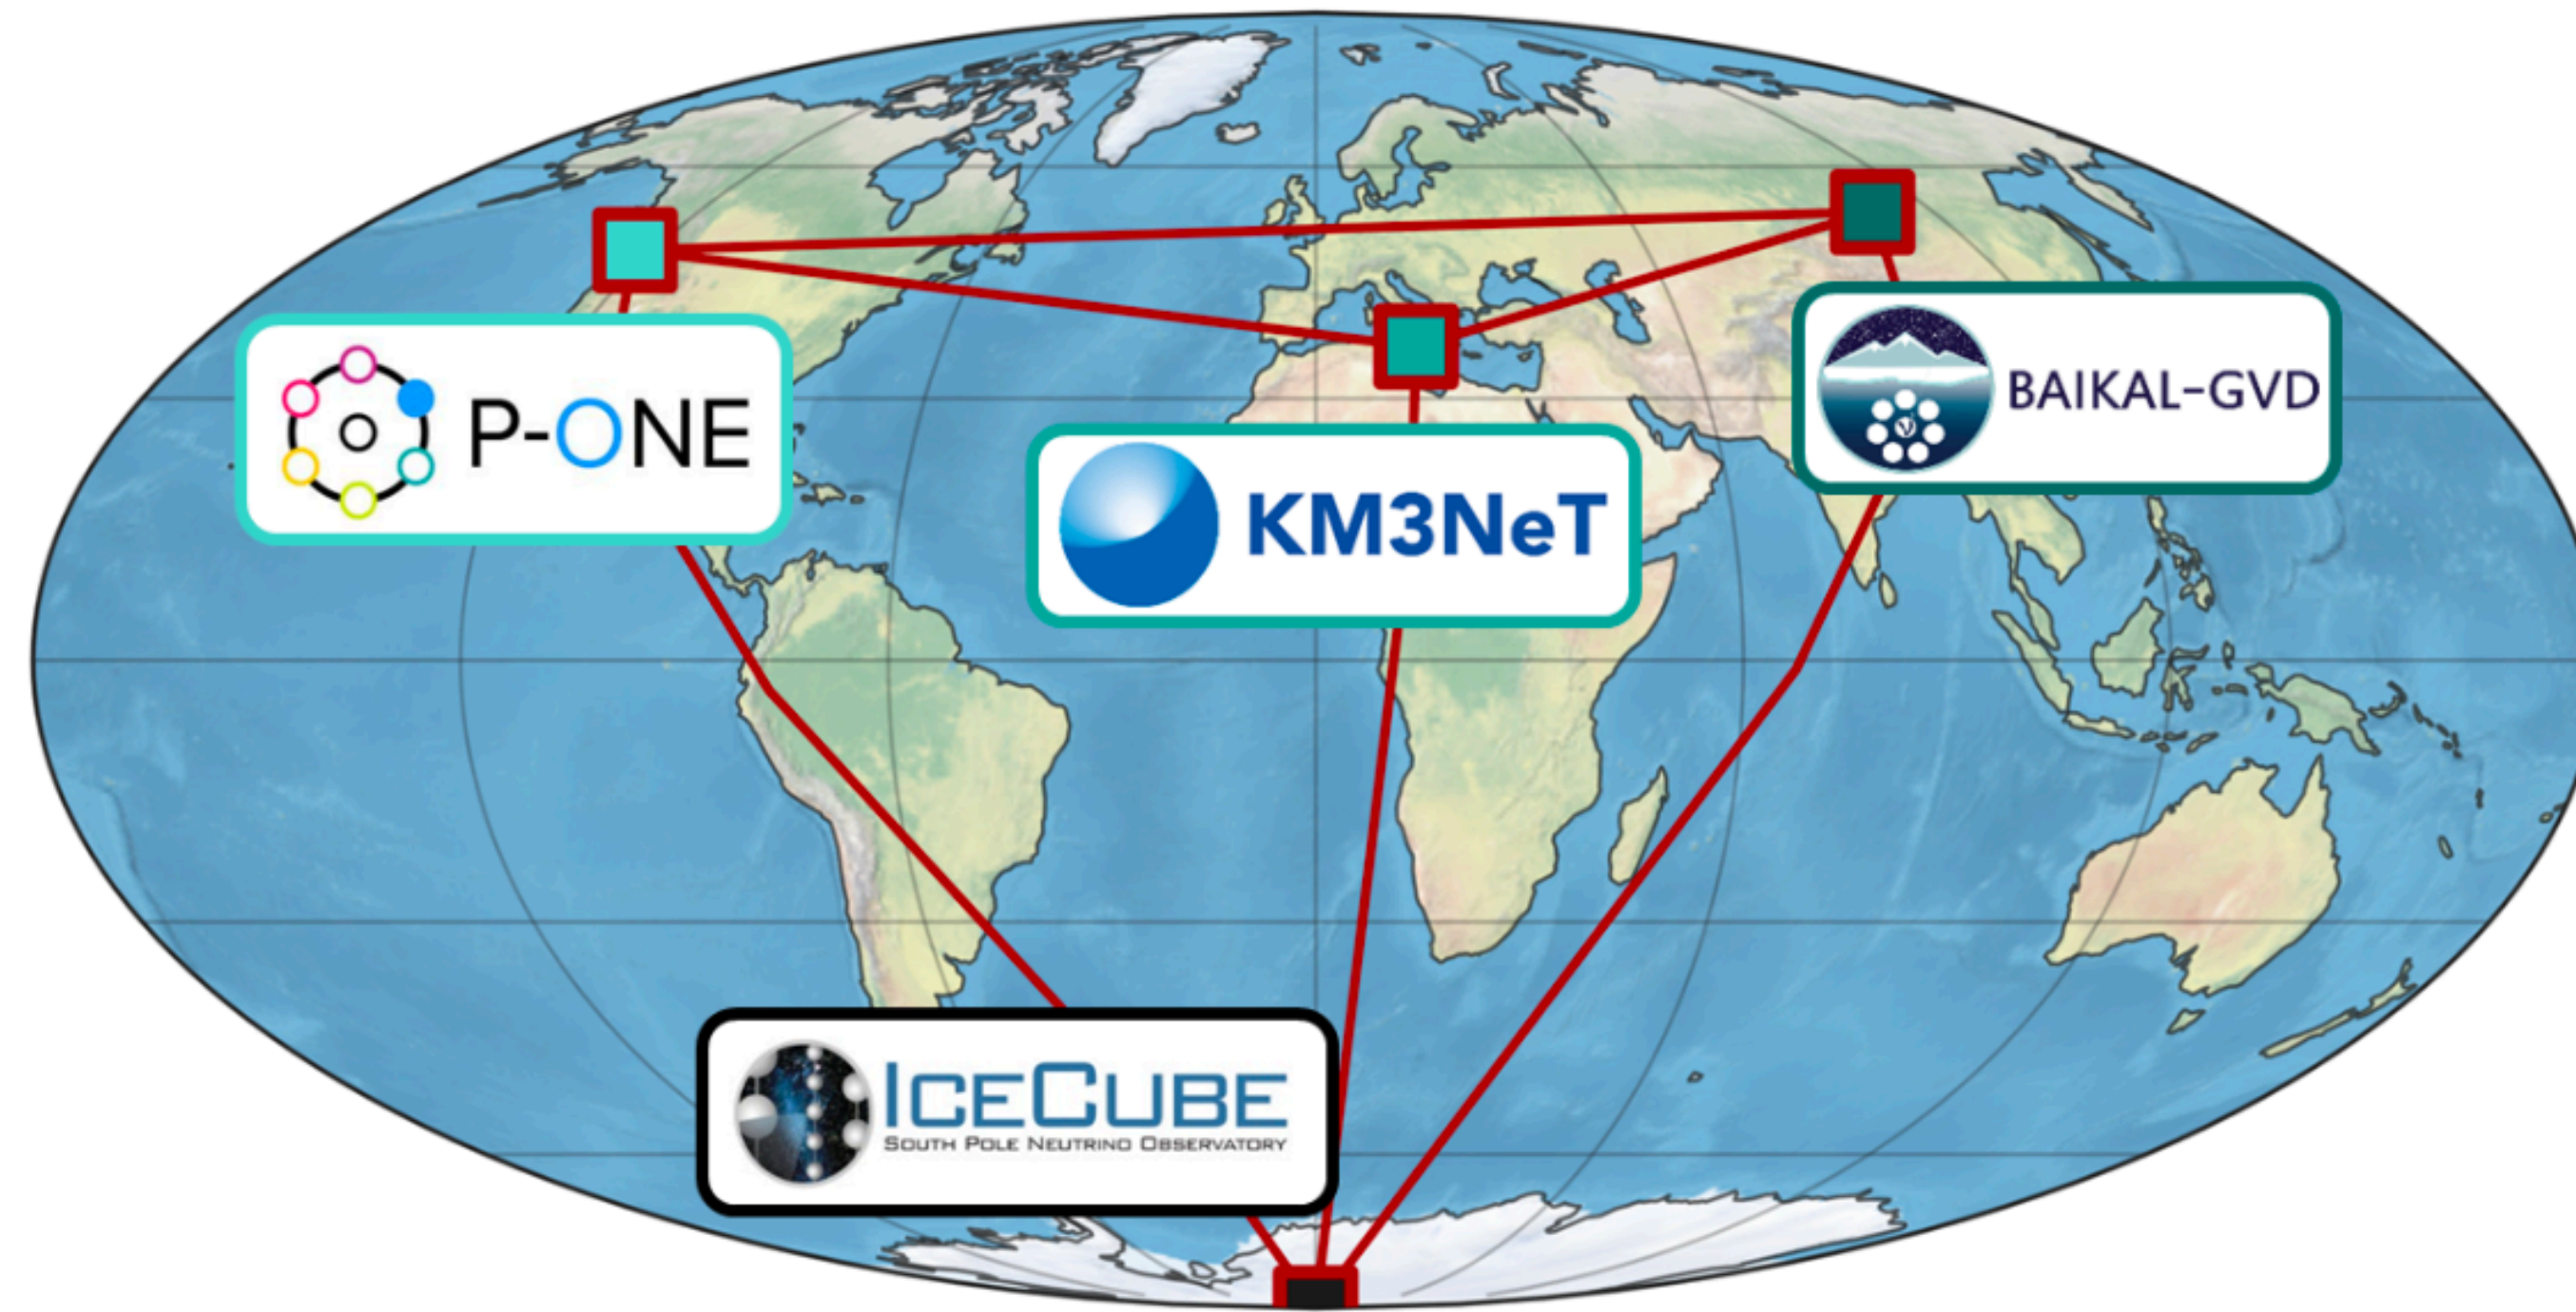 P-ONE
BAIKAL-GVD
KM3NeT
ICECUBE
SOUTH POLE NEUTRINO OBSERVATORY